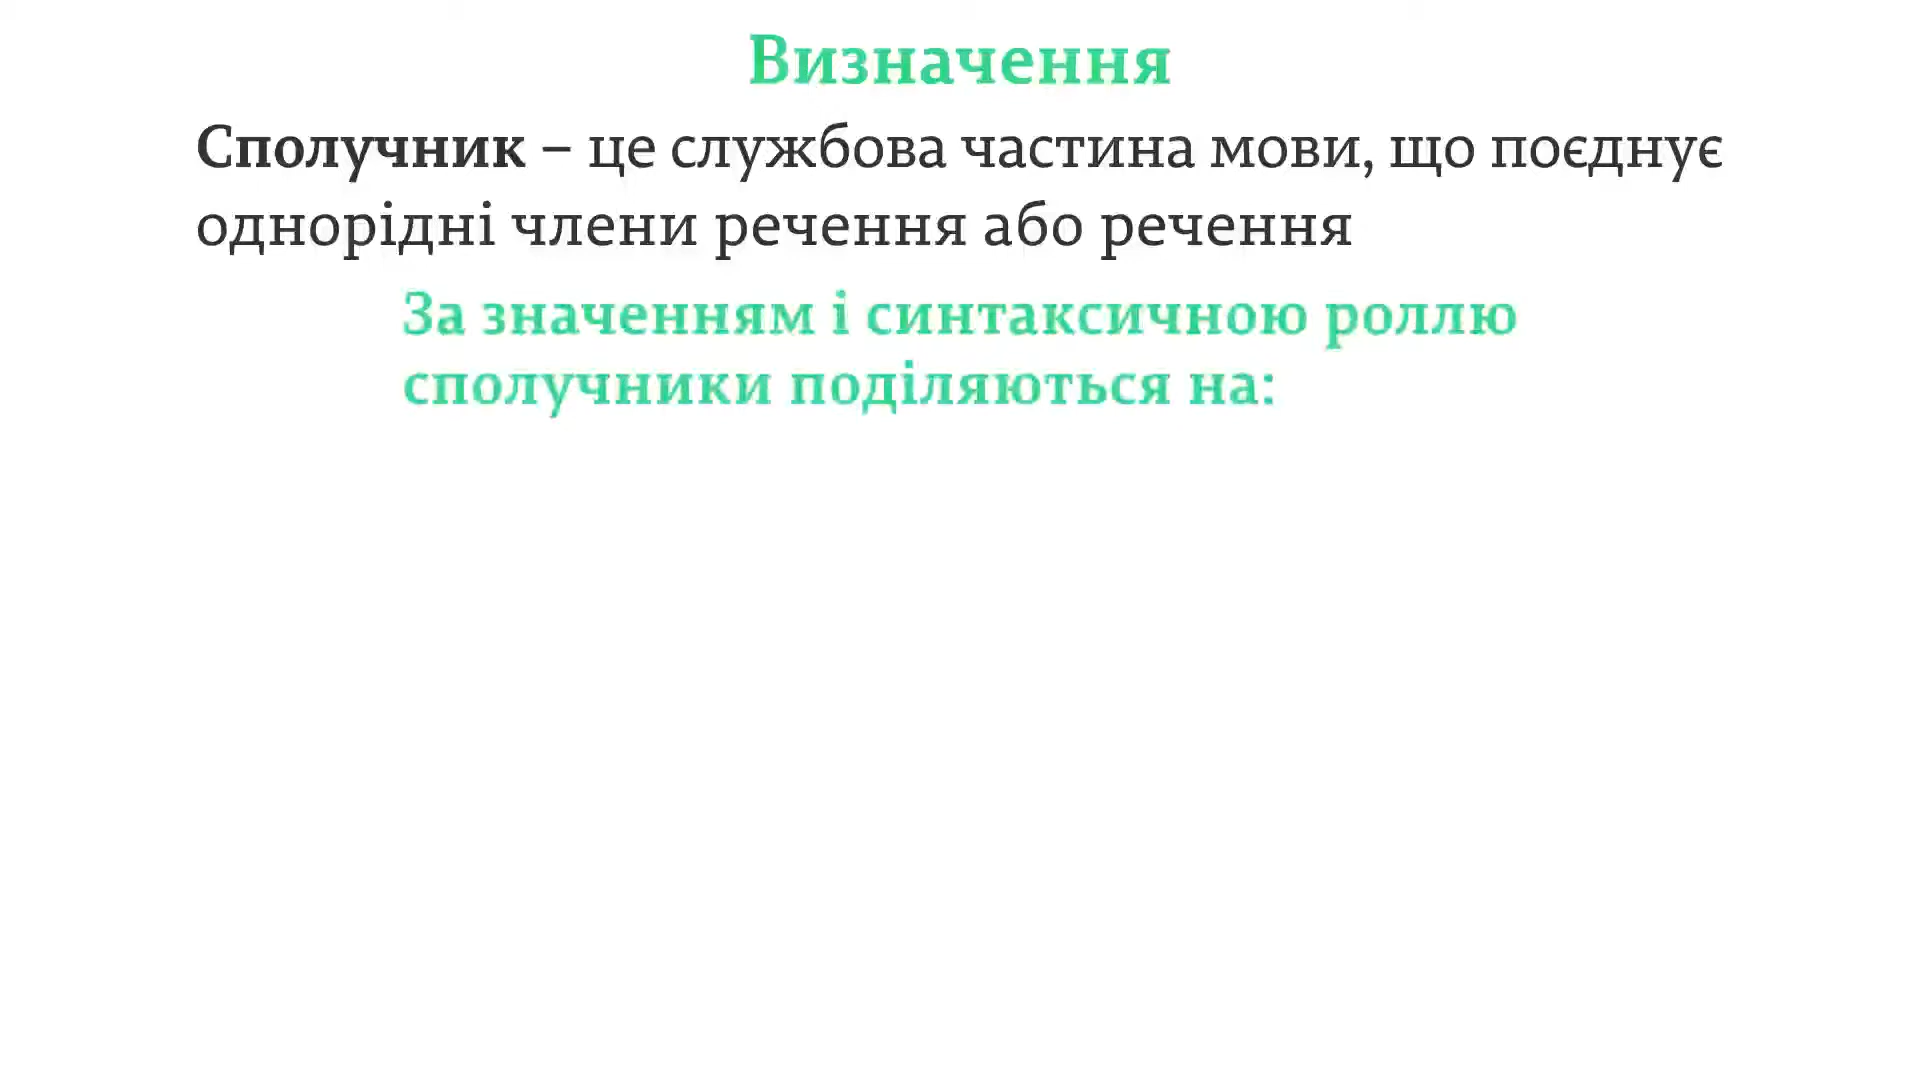 Визначення
Сполучник – це службова частина мови, що поєднує
однорідні члени речення або речення
За значенням і синтаксичною роллю
сполучники поділяються на: